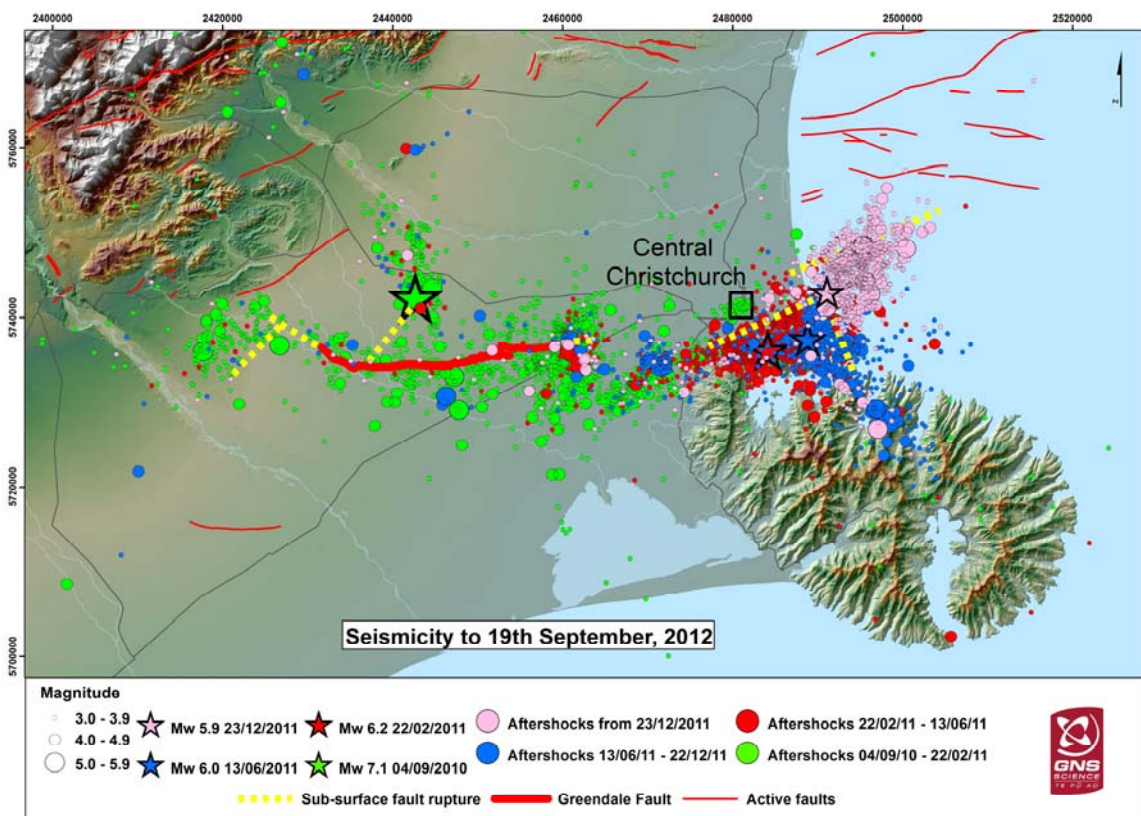 2400000 2420000 2440000 2460000 2480000 2500000 2520000
5760000
5740000
5720000
5700000
Z
Central
Christchurch
Seismicity to 19th September, 2012
Magnitude
3.0 - 3.9
4.0 - 4.9
5.0 - 5.9
Mw 5.9 23/12/2011
Mw 6.0 13/06/2011
Mw 6.2 22/02/2011
Mw 7.1 04/09/2010
Aftershocks from 23/12/2011
Aftershocks 13/06/11 - 22/12/11
Aftershocks 22/02/11 - 13/06/11
Aftershocks 04/09/10 - 22/02/11
Sub-surface fault rupture
Greendale Fault
Active faults
GNS
SCIENCE
TE PŪ AO